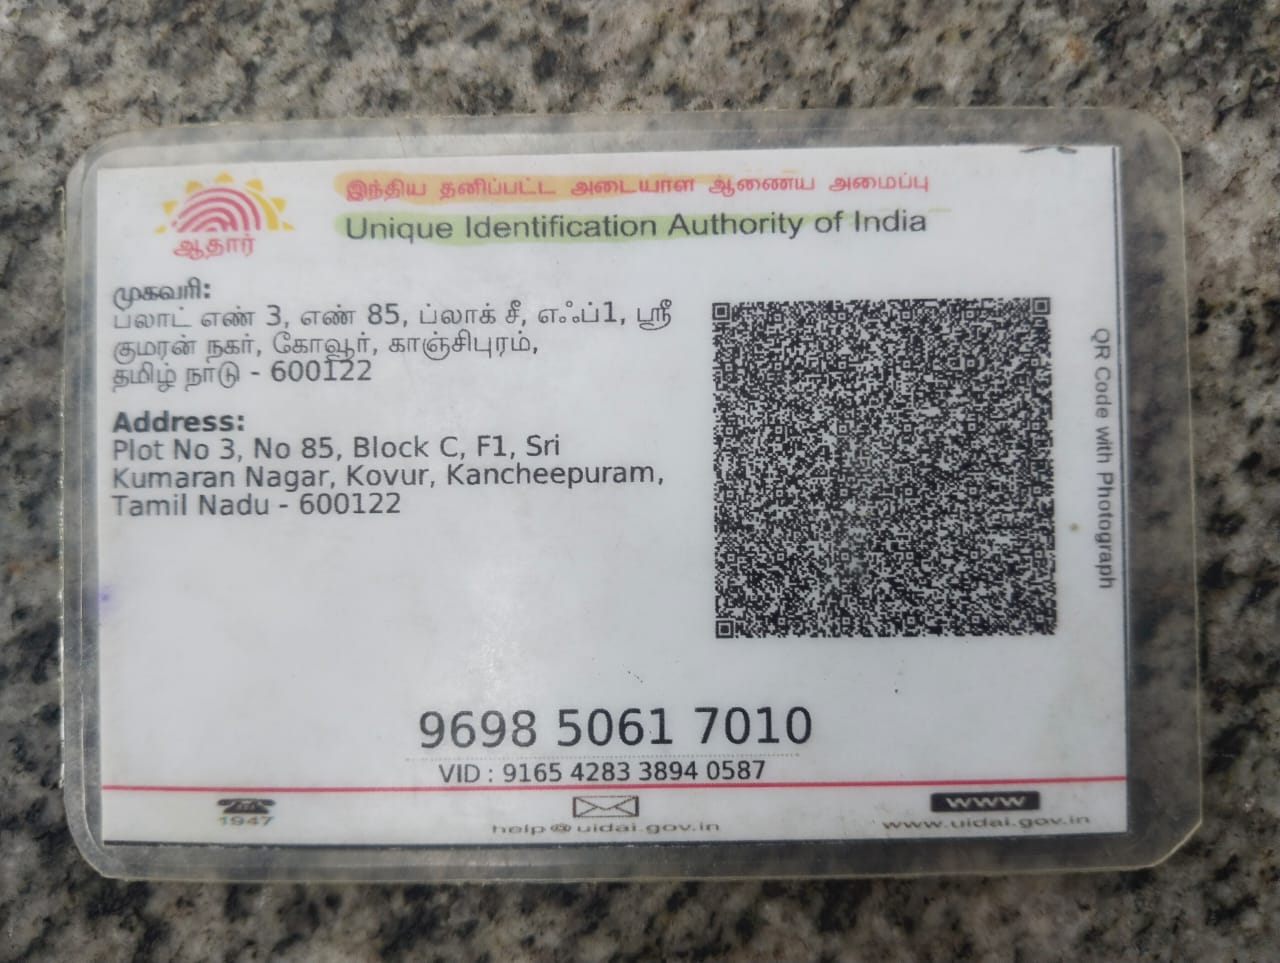 ஆதார்
இந்திய தனிப்பட்ட அடையாள ஆணைய அமைப்பு
Unique Identification Authority of India
முகவரி:
ப்லாட் எண் 3, எண் 85, ப்லாக் சீ, எஃப்1, ஸ்ரீ
குமரன் நகர், கோவூர், காஞ்சிபுரம்,
தமிழ் நாடு - 600122
Address:
Plot No 3, No 85, Block C, F1, Sri
Kumaran Nagar, Kovur, Kancheepuram,
Tamil Nadu - 600122
QR Code with Photograph
9698 5061 7010
VID : 9165 4283 3894 0587
1947
help@uidai.gov.in
www
www.uidai.gov.in